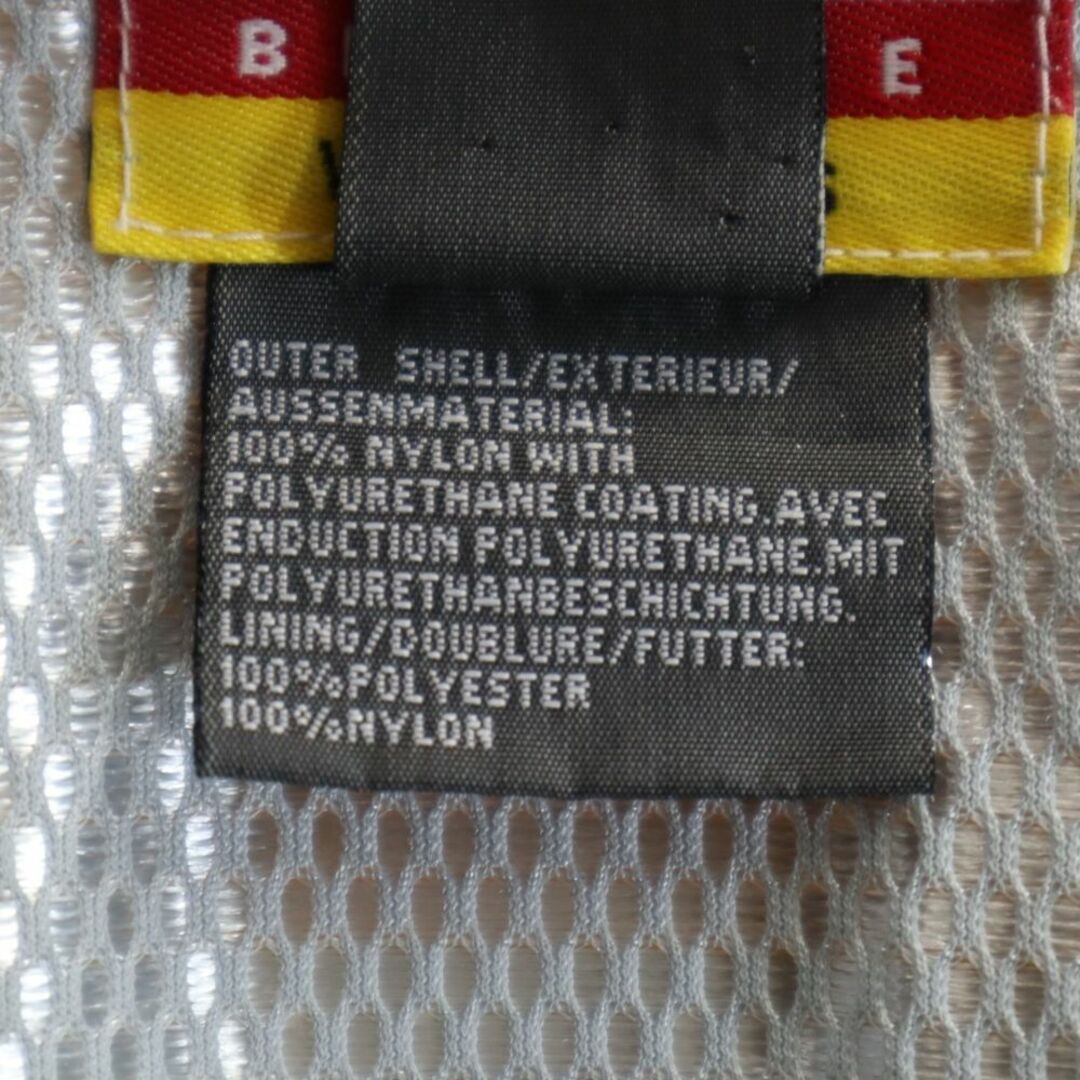 B E
S
OUTER SHELL/EXTERIEUR/
AUSSENMATERIAL:
100% NYLON WITH
POLYURETHANE COATING.AVEC
ENDUCTION POLYURETHANE.MIT
POLYURETHANBESCHICHTUNG.
LINING/DOUBLURE/FUTTER:
100%POLYESTER
100%NYLON